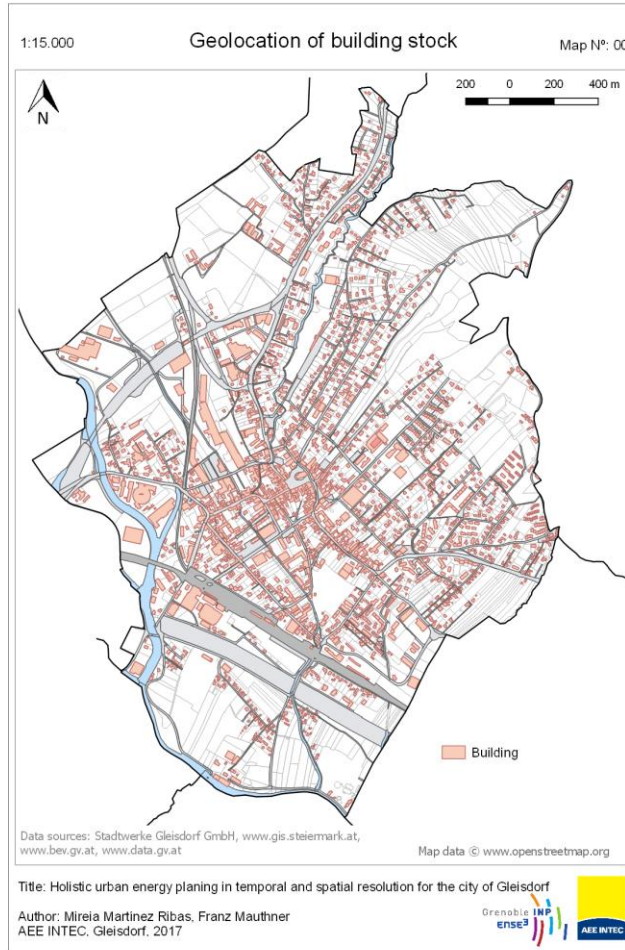 1:15.000
Geolocation of building stock
Map N°: 00
200 0 200 400 m
N
Building
Data sources: Stadtwerke Gleisdorf GmbH, www.gis.steiermark.at,
www.bev.gv.at, www.data.gv.at
Map data © www.openstreetmap.org
Title: Holistic urban energy planing in temporal and spatial resolution for the city of Gleisdorf
Author: Mireia Martinez Ribas, Franz Mauthner
AEE INTEC, Gleisdorf, 2017
Grenoble INP
ENSE3
AEE INTEC